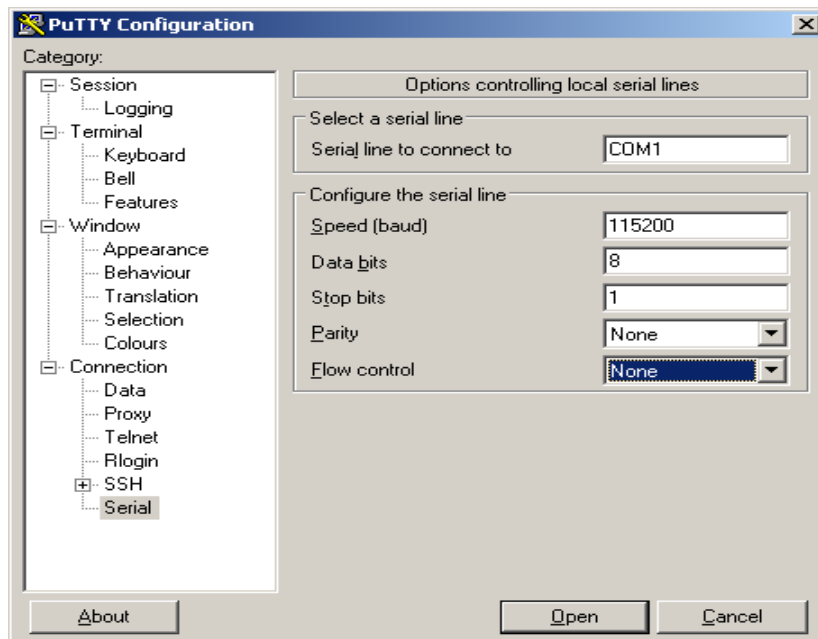 PuTTY Configuration
Category:
Session
Logging
Terminal
Keyboard
Bell
Features
Window
Appearance
Behaviour
Translation
Selection
Colours
Connection
Data
Proxy
Telnet
Rlogin
SSH
Serial
Options controlling local serial lines
Select a serial line
Serial line to connect to COM1
Configure the serial line
Speed (baud) 115200
Data bits 8
Stop bits 1
Parity None
Flow control None
About Open Cancel